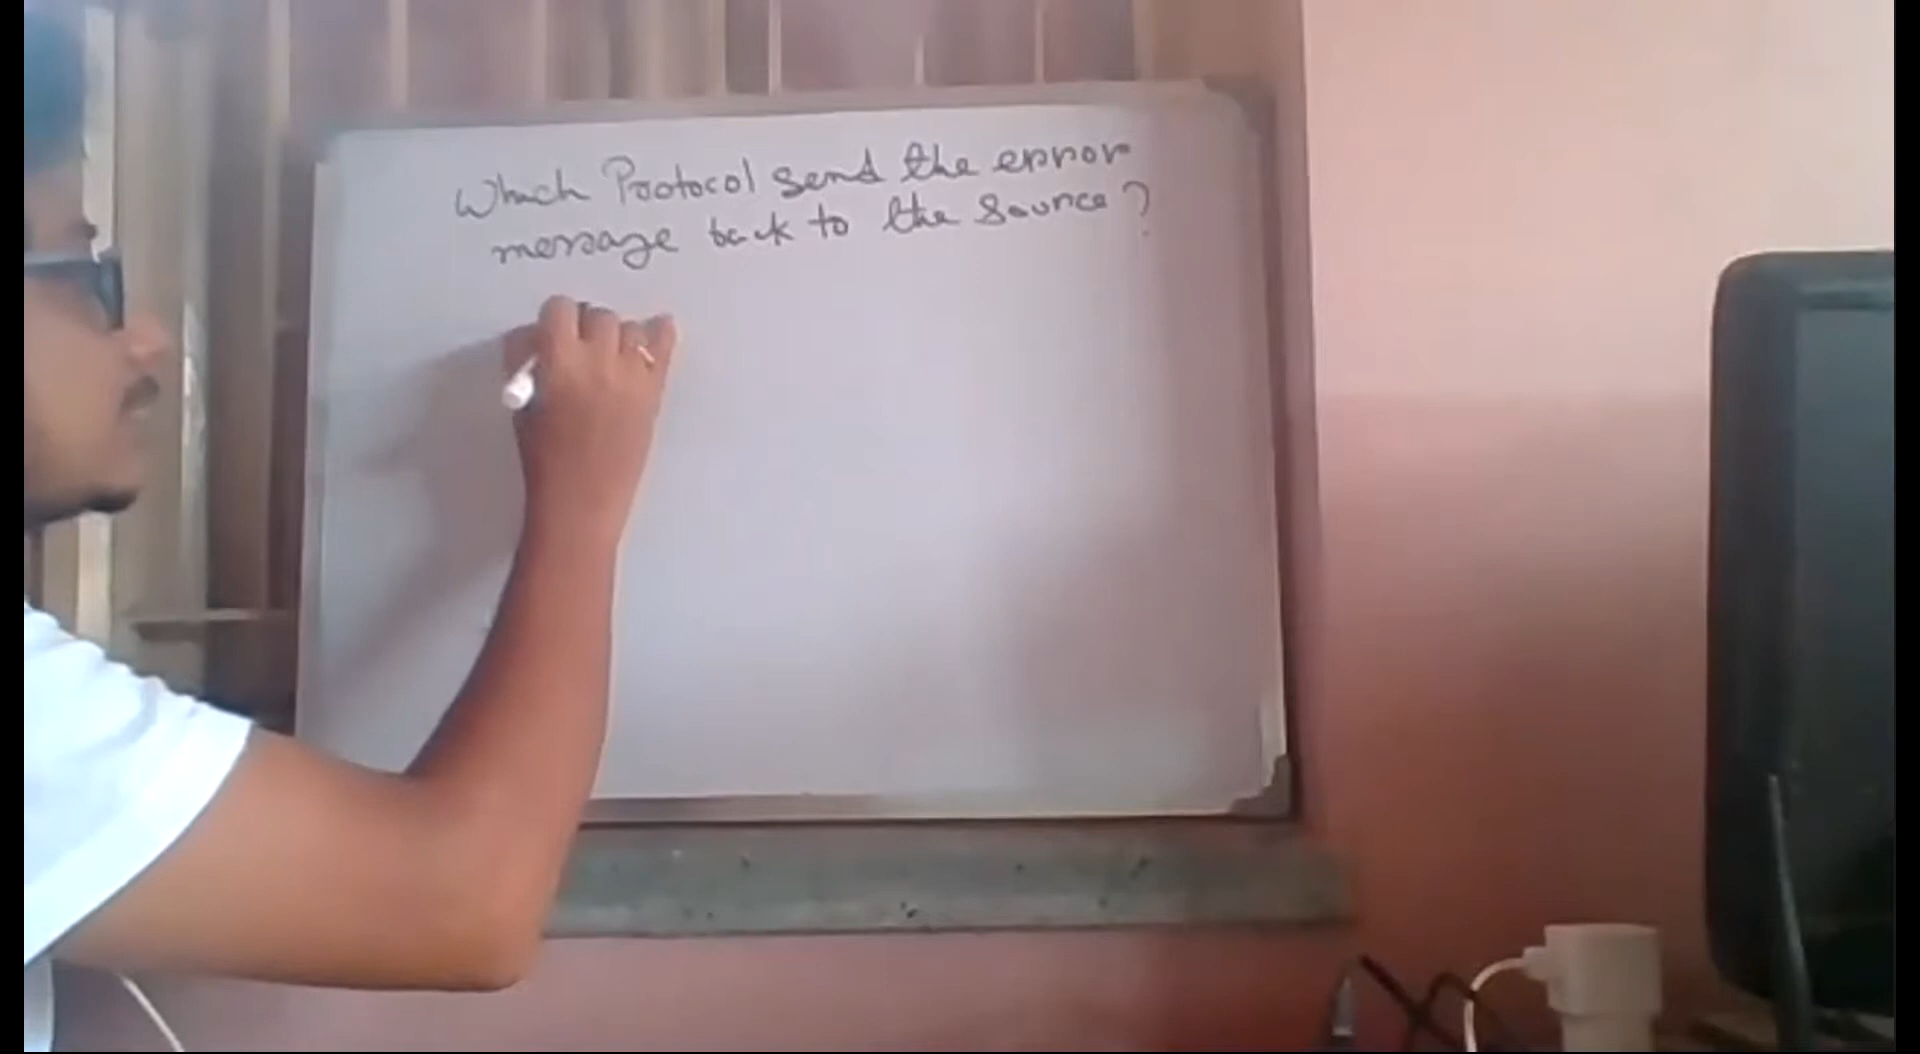 Which Protocol send the error
message back to the source?